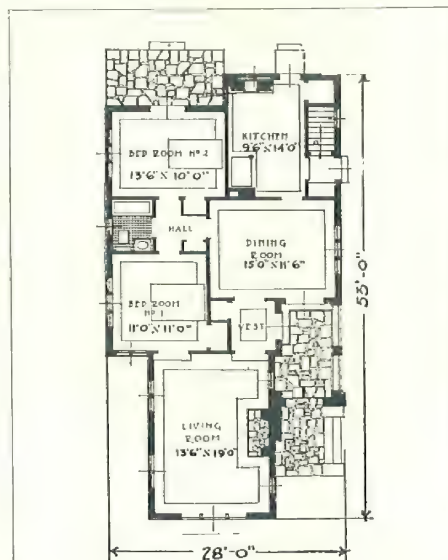 KITCHEN
9'6" X 14'0"
BED ROOM Nº 2
13'6" X 10'0"
HALL
DINING
ROOM
15'0" X 11'6"
BED ROOM
Nº 1
11'0" X 11'0"
VEST
LIVING
ROOM
13'6" X 19'0"
53'-0"
28'-0"